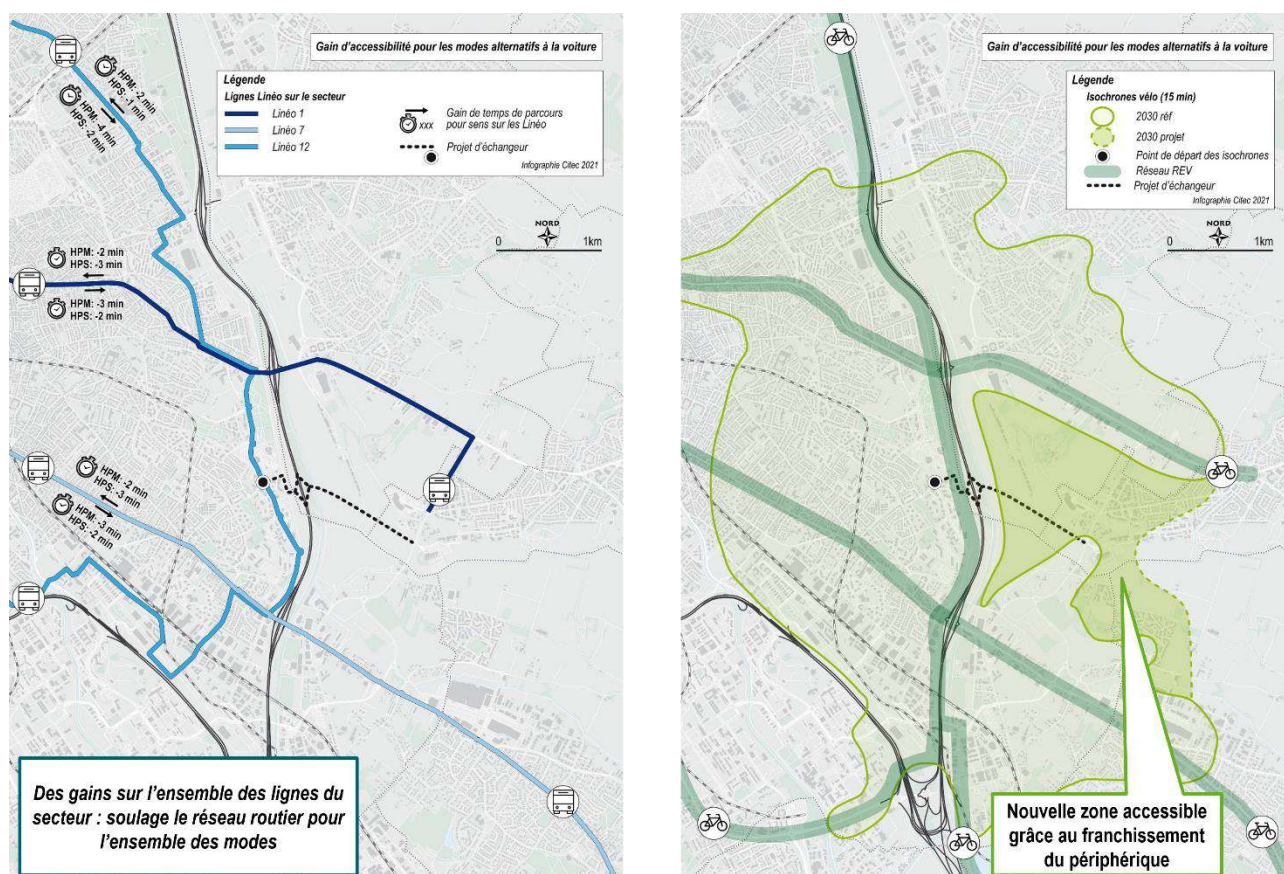 Gain d'accessibilité pour les modes alternatifs à la voiture
Légende
Lignes Linéo sur le secteur
Linéo 1
Linéo 7
Linéo 12
xxx
Gain de temps de parcours
pour sens sur les Linéo
Projet d'échangeur
Infographie Citec 2021
NORD
0 1km
HPM: -2 min
HPS: -1 min
HPM: -4 min
HPS: -2 min
HPM: -2 min
HPS: -3 min
HPM: -3 min
HPS: -2 min
HPM: -2 min
HPS: -3 min
HPM: -3 min
HPS: -2 min
Des gains sur l'ensemble des lignes du
secteur : soulage le réseau routier pour
l'ensemble des modes
Gain d'accessibilité pour les modes alternatifs à la voiture
Légende
Isochrones vélo (15 min)
2030 réf
2030 projet
Point de départ des isochrones
Réseau REV
Projet d'échangeur
Infographie Citec 2021
NORD
0 1km
Nouvelle zone accessible
grâce au franchissement
du périphérique